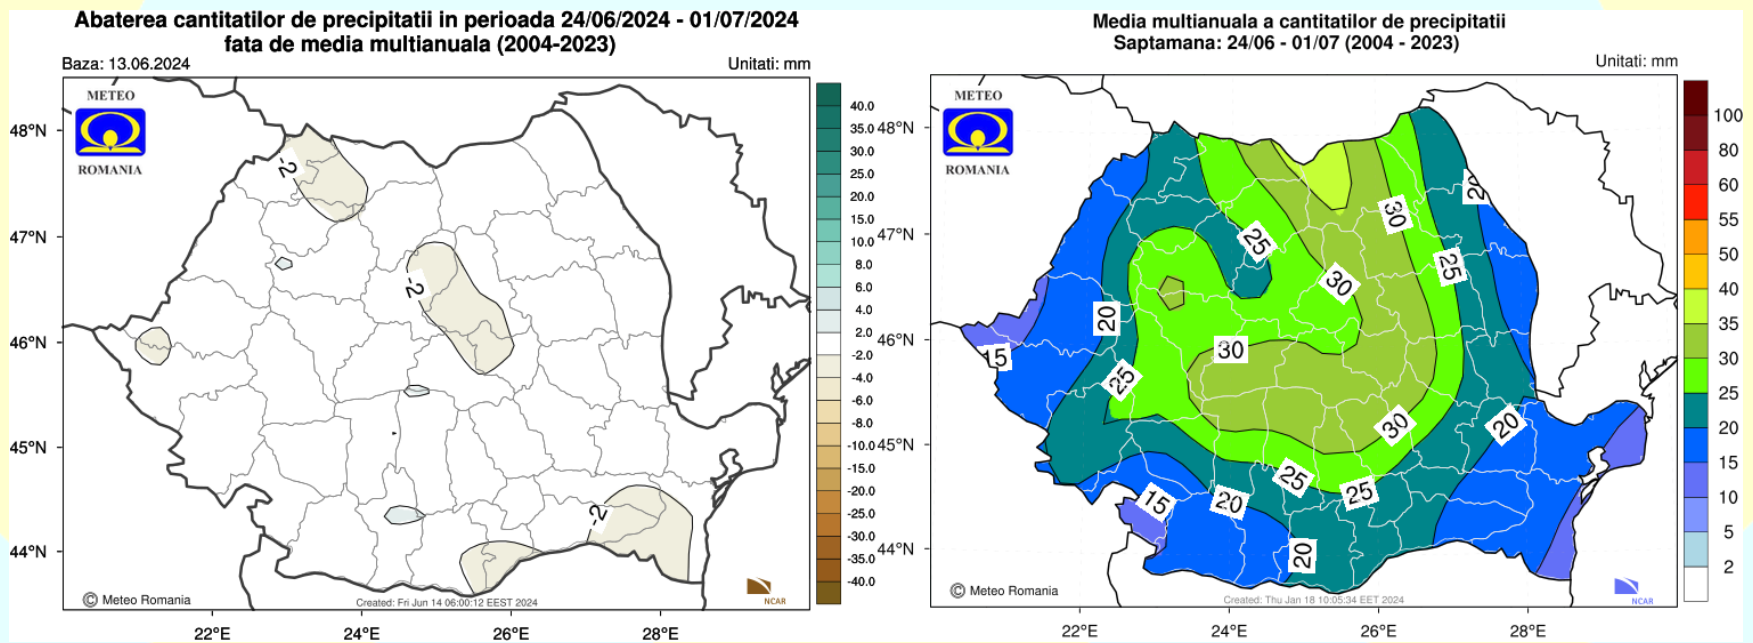 Abaterea cantitatilor de precipitatii in perioada 24/06/2024 - 01/07/2024
fata de media multianuala (2004-2023)
Baza: 13.06.2024
Unitati: mm
METEO
ROMANIA
48°N
47°N
46°N
45°N
44°N
-2
-2
-2
40.0
35.0
30.0
25.0
20.0
15.0
10.0
8.0
6.0
4.0
2.0
-2.0
-4.0
-6.0
-8.0
-10.0
-15.0
-20.0
-25.0
-30.0
-35.0
-40.0
© Meteo Romania
Created: Fri Jun 14 06:00:12 EEST 2024
NCAR
22°E
24°E
26°E
28°E
Media multianuala a cantitatilor de precipitatii
Saptamana: 24/06 - 01/07 (2004 - 2023)
Unitati: mm
METEO
ROMANIA
48°N
47°N
46°N
45°N
44°N
20
30
25
25
30
20
15
30
25
30
20
25
25
15
20
20
100
80
60
55
50
40
35
30
25
20
15
10
5
2
© Meteo Romania
Created: Thu Jan 18 10:05:34 EET 2024
NCAR
22°E
24°E
26°E
28°E